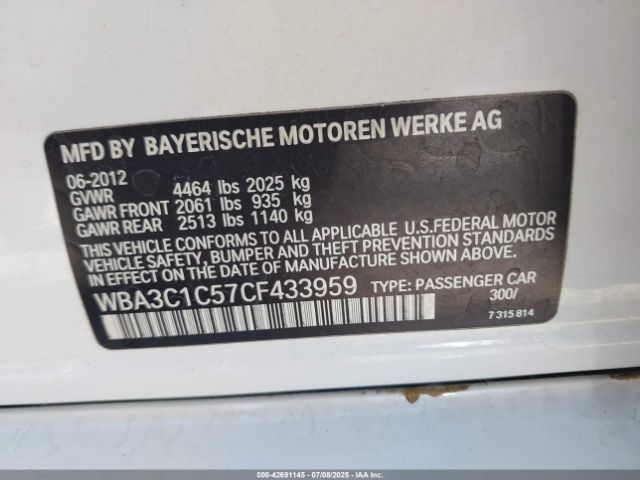 MFD BY BAYERISCHE MOTOREN WERKE AG
06-2012
GVWR 4464 lbs 2025 kg
GAWR FRONT 2061 lbs 935 kg
GAWR REAR 2513 lbs 1140 kg
THIS VEHICLE CONFORMS TO ALL APPLICABLE U.S.FEDERAL MOTOR
VEHICLE SAFETY, BUMPER AND THEFT PREVENTION STANDARDS
IN EFFECT ON THE DATE OF MANUFACTURE SHOWN ABOVE.
WBA3C1C57CF433959 TYPE: PASSENGER CAR
300/
7 315 814
000-42691145 - 07/08/2025 - IAA Inc.